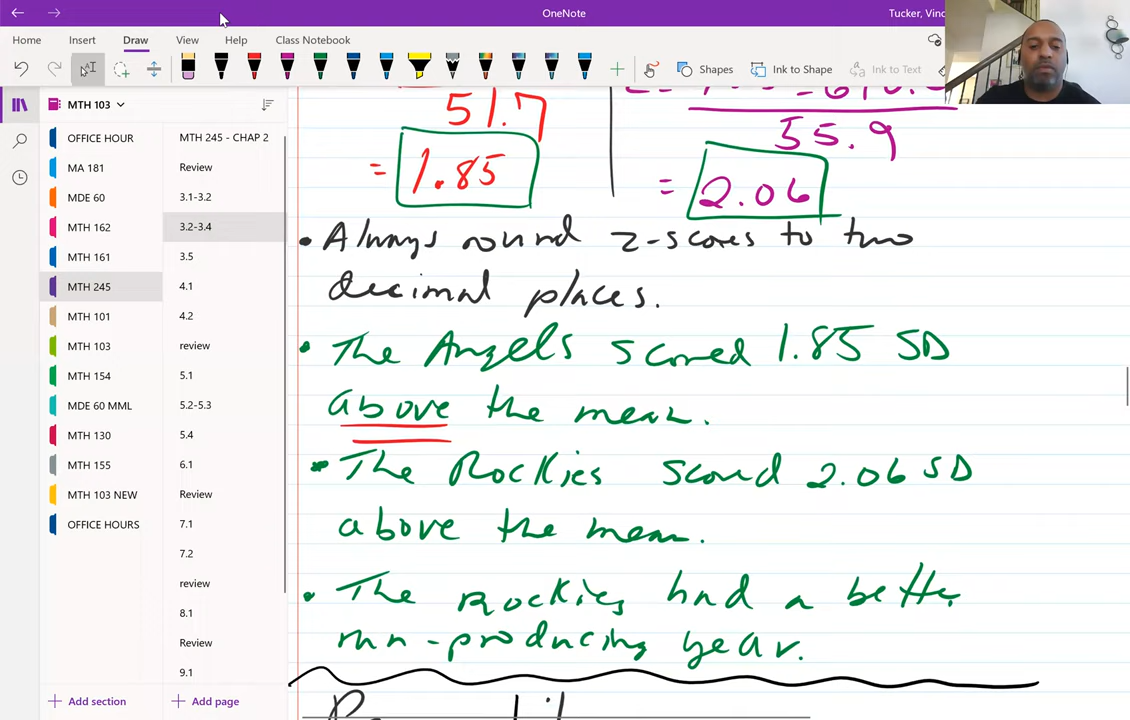 OneNote
Tucker, Vinc
Home Insert Draw View Help Class Notebook
Shapes Ink to Shape Ink to Text
MTH 103
OFFICE HOUR
MA 181
MDE 60
MTH 162
MTH 161
MTH 245
MTH 101
MTH 103
MTH 154
MDE 60 MML
MTH 130
MTH 155
MTH 103 NEW
OFFICE HOURS
Add section
MTH 245 - CHAP 2
Review
3.1-3.2
3.2-3.4
3.5
4.1
4.2
review
5.1
5.2-5.3
5.4
6.1
Review
7.1
7.2
review
8.1
Review
9.1
Add page
51.7
= 1.85
55.9
= 2.06
• Always round z-scores to two
decimal places.
• The Angels scored 1.85 SD
above the mean.
• The Rockies scord 2.06 SD
above the mean.
• The Rockies had a better
run-producing year.